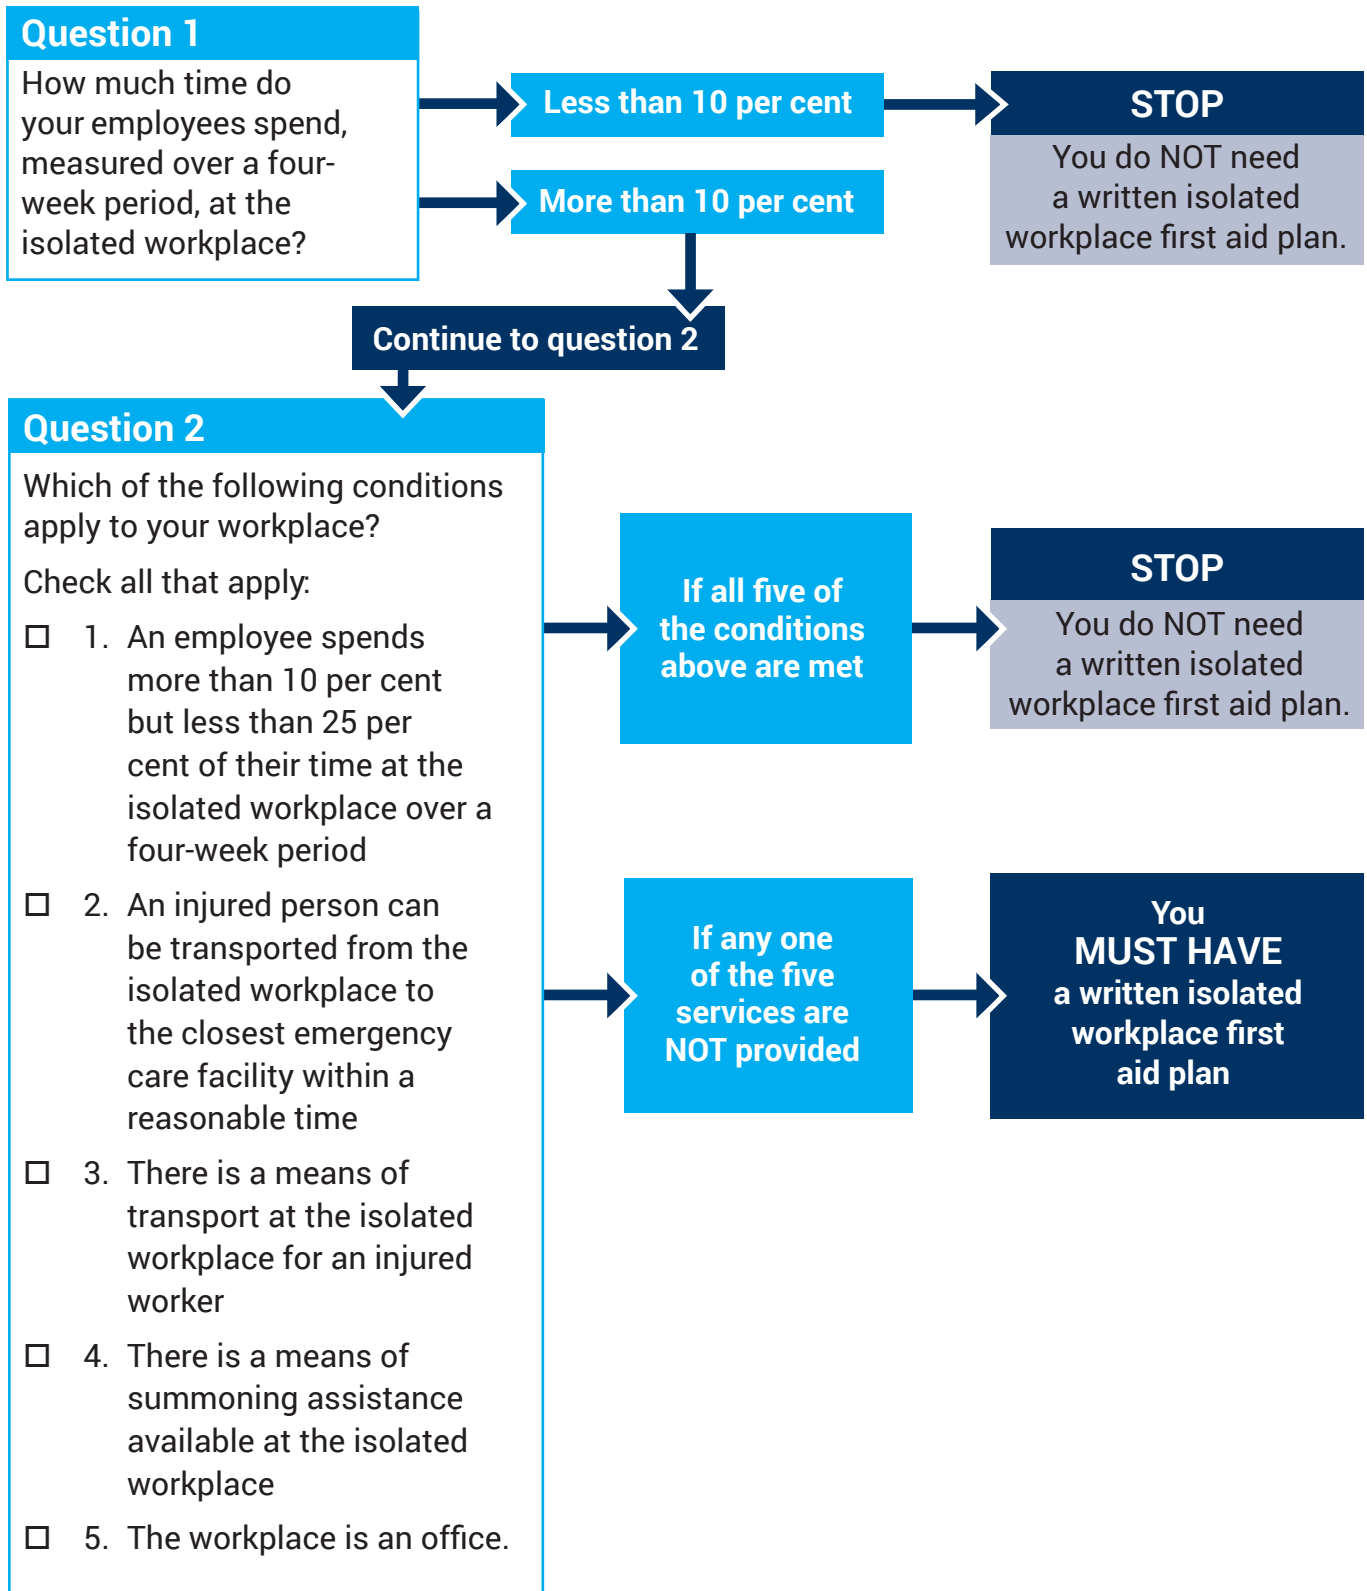 Question 1
How much time do
your employees spend,
measured over a four-
week period, at the
isolated workplace?
Less than 10 per cent
More than 10 per cent
STOP
You do NOT need
a written isolated
workplace first aid plan.
Continue to question 2
Question 2
Which of the following conditions
apply to your workplace?
Check all that apply:
1. An employee spends
more than 10 per cent
but less than 25 per
cent of their time at the
isolated workplace over a
four-week period
2. An injured person can
be transported from the
isolated workplace to
the closest emergency
care facility within a
reasonable time
3. There is a means of
transport at the isolated
workplace for an injured
worker
4. There is a means of
summoning assistance
available at the isolated
workplace
5. The workplace is an office.
If all five of
the conditions
above are met
STOP
You do NOT need
a written isolated
workplace first aid plan.
If any one
of the five
services are
NOT provided
You
MUST HAVE
a written isolated
workplace first
aid plan